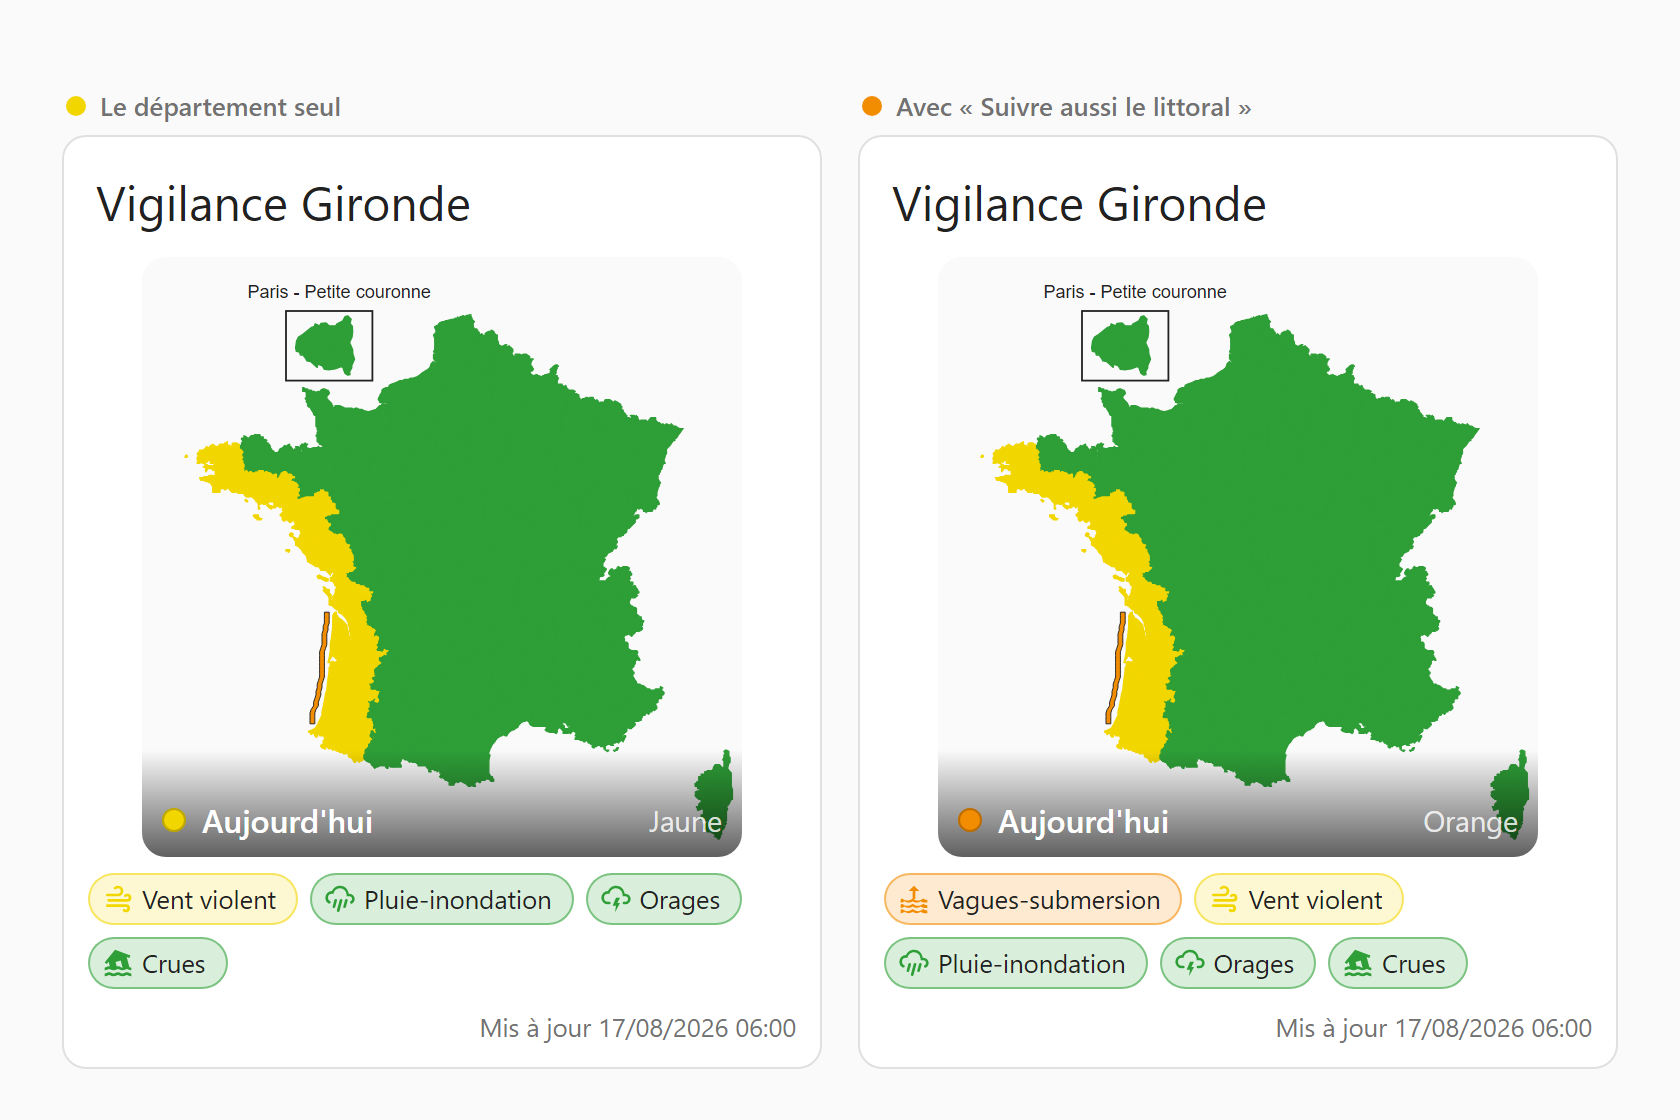 Le département seul
Vigilance Gironde
Paris - Petite couronne
Aujourd'hui Jaune
Vent violent Pluie-inondation Orages
Crues
Mis à jour 17/08/2026 06:00
Avec « Suivre aussi le littoral »
Vigilance Gironde
Paris - Petite couronne
Aujourd'hui Orange
Vagues-submersion Vent violent
Pluie-inondation Orages Crues
Mis à jour 17/08/2026 06:00